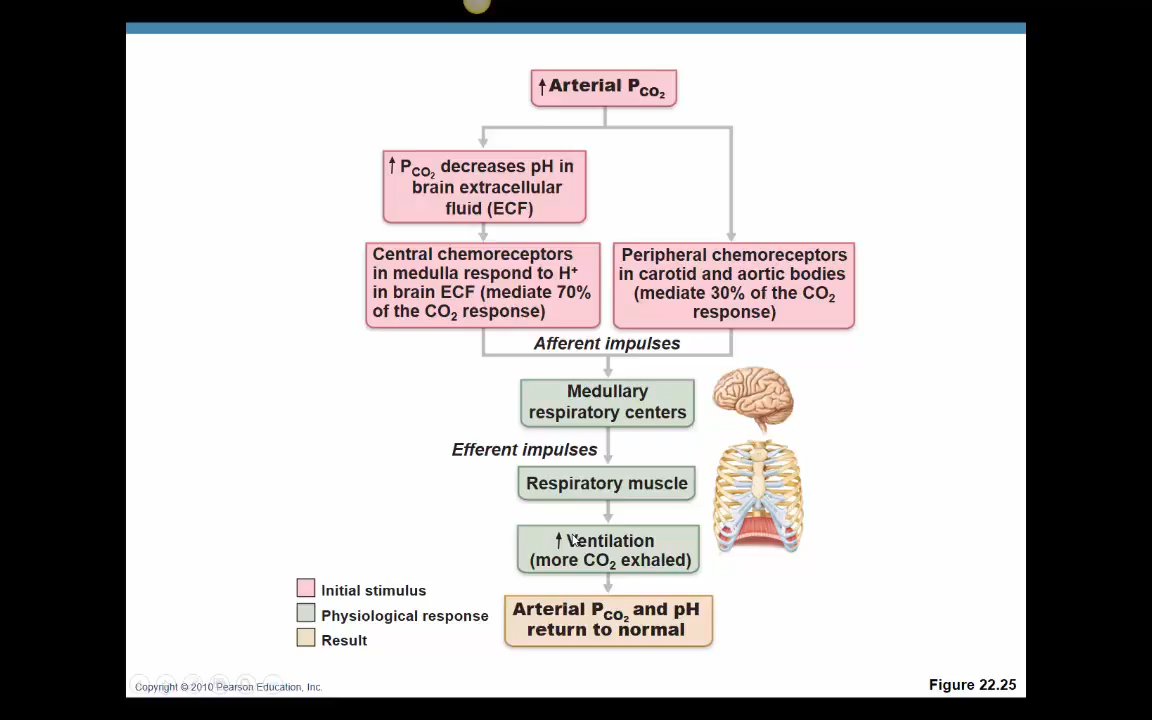 ↑ Arterial PCO₂
↑ PCO₂ decreases pH in
brain extracellular
fluid (ECF)
Central chemoreceptors
in medulla respond to H⁺
in brain ECF (mediate 70%
of the CO₂ response)
Peripheral chemoreceptors
in carotid and aortic bodies
(mediate 30% of the CO₂
response)
Afferent impulses
Medullary
respiratory centers
Efferent impulses
Respiratory muscle
↑ Ventilation
(more CO₂ exhaled)
Arterial PCO₂ and pH
return to normal
Initial stimulus
Physiological response
Result
Copyright © 2010 Pearson Education, Inc.
Figure 22.25